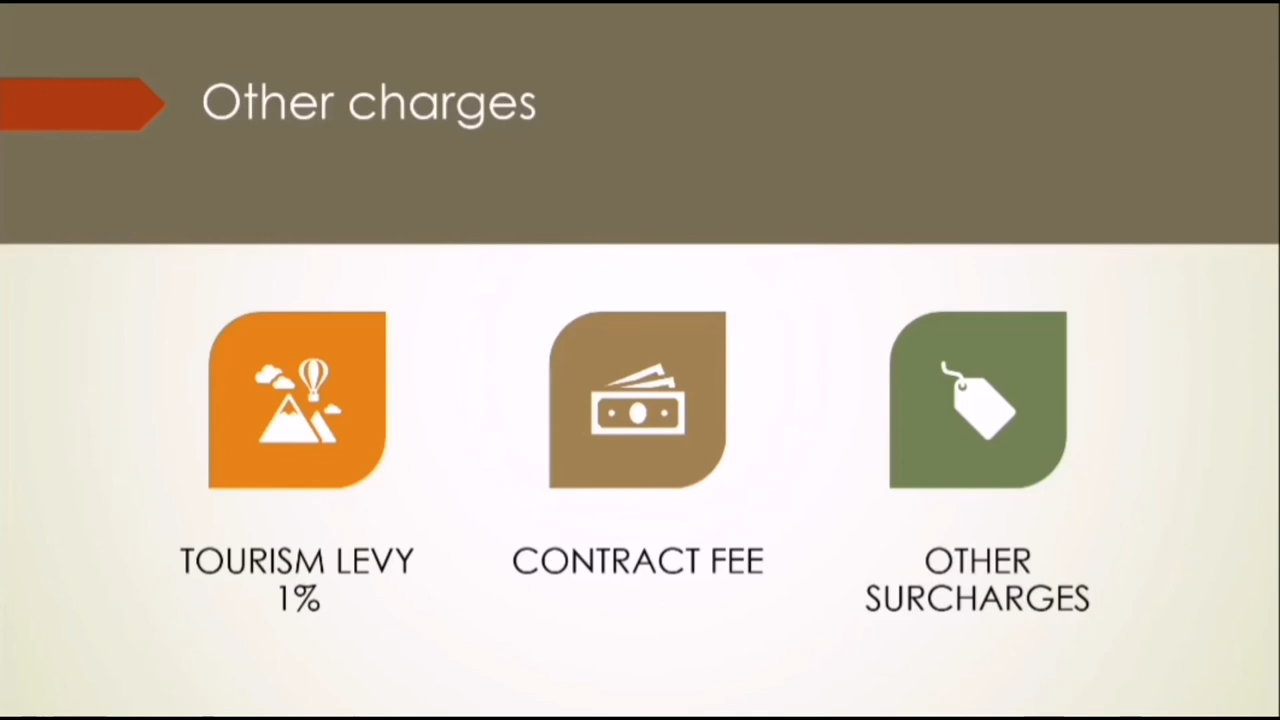 Other charges
TOURISM LEVY
1%
CONTRACT FEE
OTHER
SURCHARGES